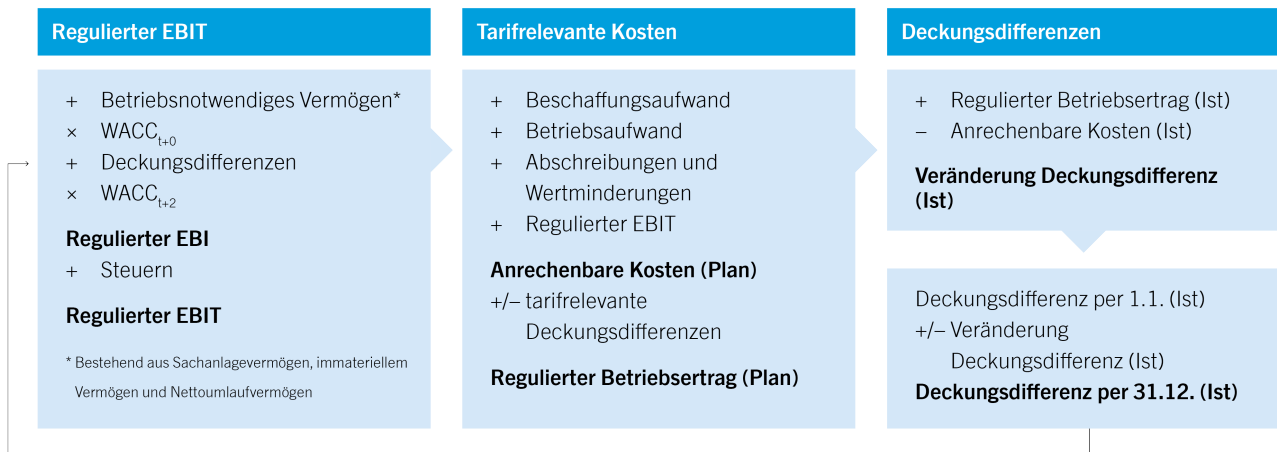 Regulierter EBIT
+ Betriebsnotwendiges Vermögen*
× WACCt+0
+ Deckungsdifferenzen
× WACCt+2
Regulierter EBI
+ Steuern
Regulierter EBIT
* Bestehend aus Sachanlagevermögen, immateriellem
Vermögen und Nettoumlaufvermögen
Tarifrelevante Kosten
+ Beschaffungsaufwand
+ Betriebsaufwand
+ Abschreibungen und
Wertminderungen
+ Regulierter EBIT
Anrechenbare Kosten (Plan)
+/– tarifrelevante
Deckungsdifferenzen
Regulierter Betriebsertrag (Plan)
Deckungsdifferenzen
+ Regulierter Betriebsertrag (Ist)
– Anrechenbare Kosten (Ist)
Veränderung Deckungsdifferenz
(Ist)
Deckungsdifferenz per 1.1. (Ist)
+/– Veränderung
Deckungsdifferenz (Ist)
Deckungsdifferenz per 31.12. (Ist)